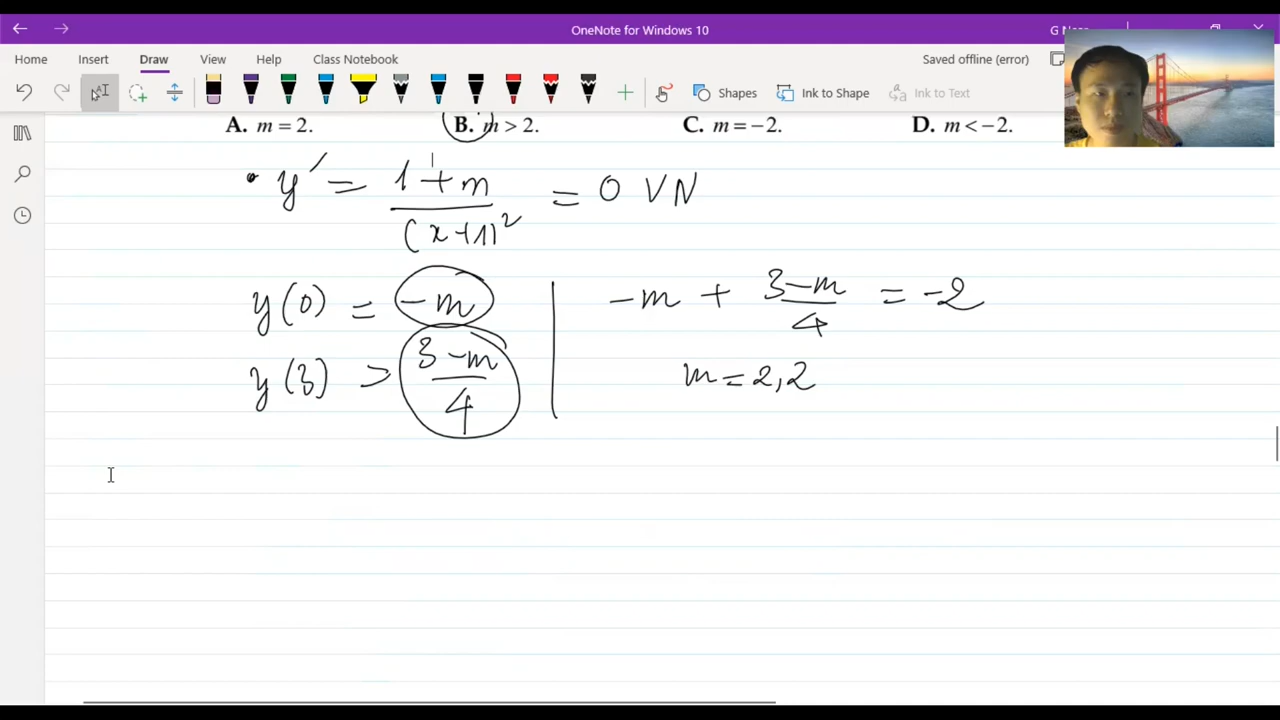 OneNote for Windows 10
Home Insert Draw View Help Class Notebook Saved offline (error)
Shapes Ink to Shape Ink to Text
A. m = 2. B. m > 2. C. m = −2. D. m < −2.
• y′ = (1+m)/(x+1)² = 0 VN
y(0) = −m
y(3) = (3−m)/4
−m + (3−m)/4 = −2
m = 2,2